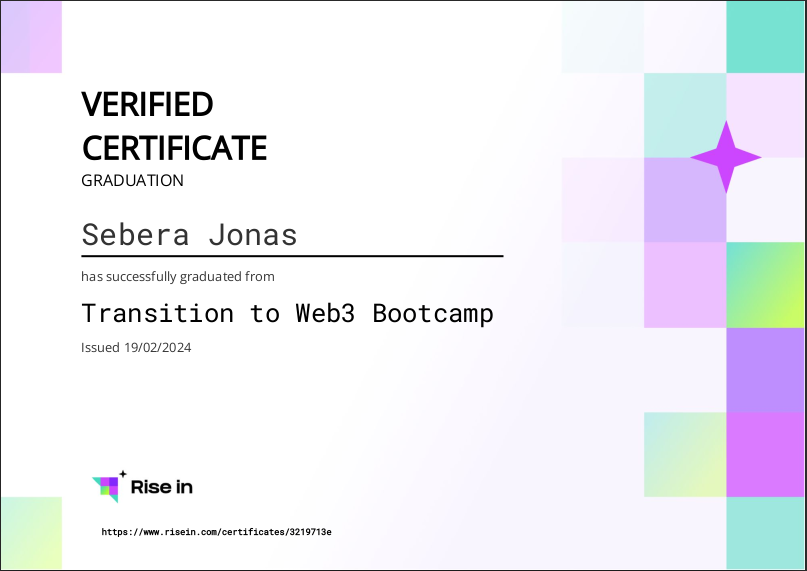 VERIFIED
CERTIFICATE
GRADUATION
Sebera Jonas
has successfully graduated from
Transition to Web3 Bootcamp
Issued 19/02/2024
Rise in
https://www.risein.com/certificates/3219713e